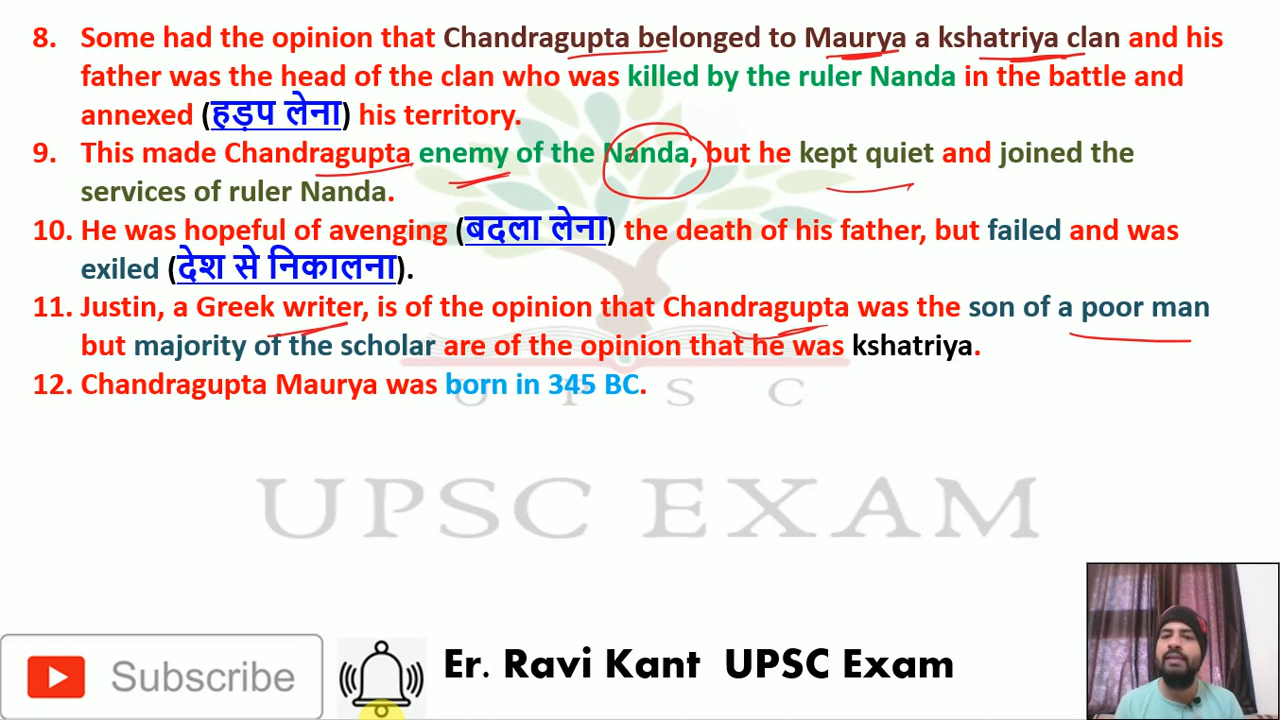 8. Some had the opinion that Chandragupta belonged to Maurya a kshatriya clan and his
father was the head of the clan who was killed by the ruler Nanda in the battle and
annexed (हड़प लेना) his territory.
9. This made Chandragupta enemy of the Nanda, but he kept quiet and joined the
services of ruler Nanda.
10. He was hopeful of avenging (बदला लेना) the death of his father, but failed and was
exiled (देश से निकालना).
11. Justin, a Greek writer, is of the opinion that Chandragupta was the son of a poor man
but majority of the scholar are of the opinion that he was kshatriya.
12. Chandragupta Maurya was born in 345 BC.
U P S C
UPSC EXAM
Subscribe
Er. Ravi Kant UPSC Exam